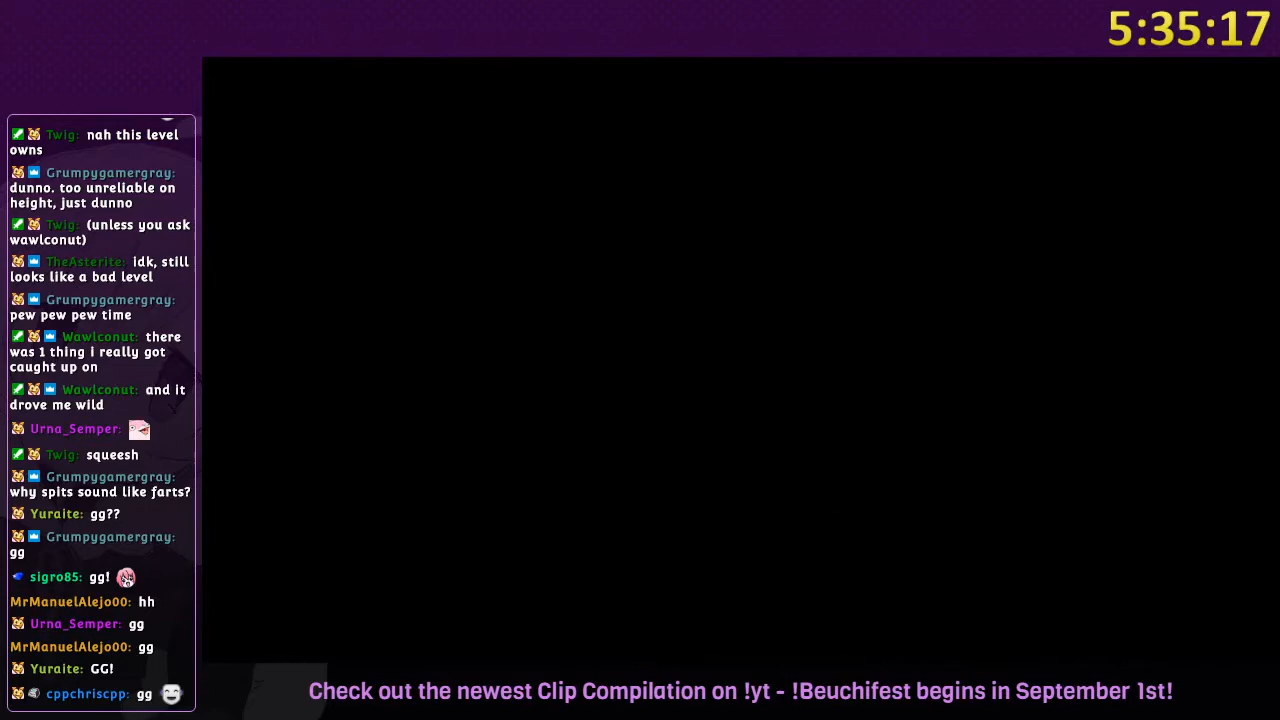 5:35:17
Twig: nah this level
owns
Grumpygamergray:
dunno. too unreliable on
height, just dunno
Twig: (unless you ask
wawlconut)
TheAsterite: idk, still
looks like a bad level
Grumpygamergray:
pew pew pew time
Wawlconut: there
was 1 thing i really got
caught up on
Wawlconut: and it
drove me wild
Urna_Semper:
Twig: squeesh
Grumpygamergray:
why spits sound like farts?
Yuraite: gg??
Grumpygamergray:
gg
sigro85: gg!
MrManuelAlejo00: hh
Urna_Semper: gg
MrManuelAlejo00: gg
Yuraite: GG!
cppchriscpp: gg
Check out the newest Clip Compilation on !yt - !Beuchifest begins in September 1st!